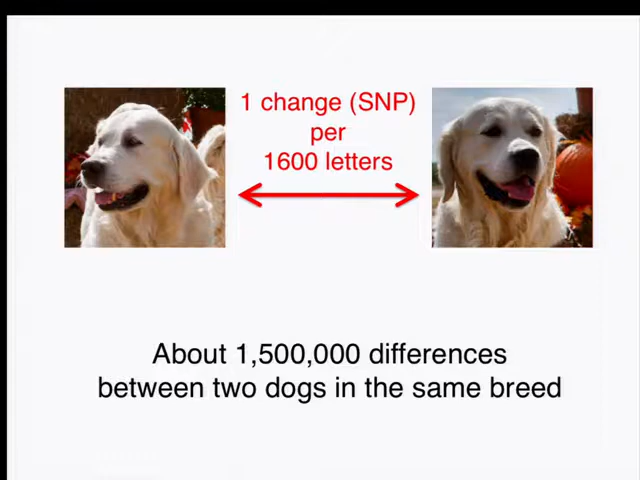 1 change (SNP)
per
1600 letters
About 1,500,000 differences
between two dogs in the same breed